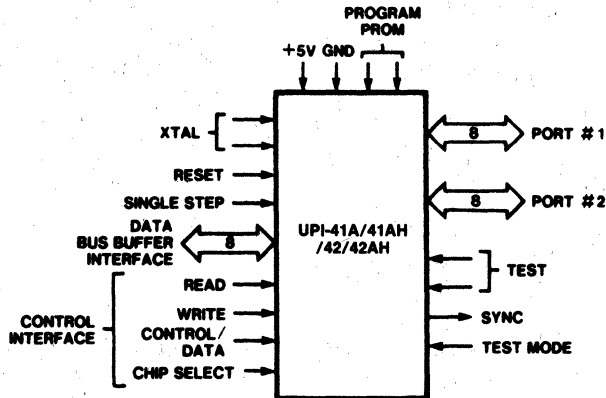 PROGRAM
PROM
+5V GND
XTAL
RESET
SINGLE STEP
DATA
BUS BUFFER
INTERFACE
8
CONTROL
INTERFACE
READ
WRITE
CONTROL/
DATA
CHIP SELECT
UPI-41A/41AH
/42/42AH
8
PORT #1
8
PORT #2
TEST
SYNC
TEST MODE